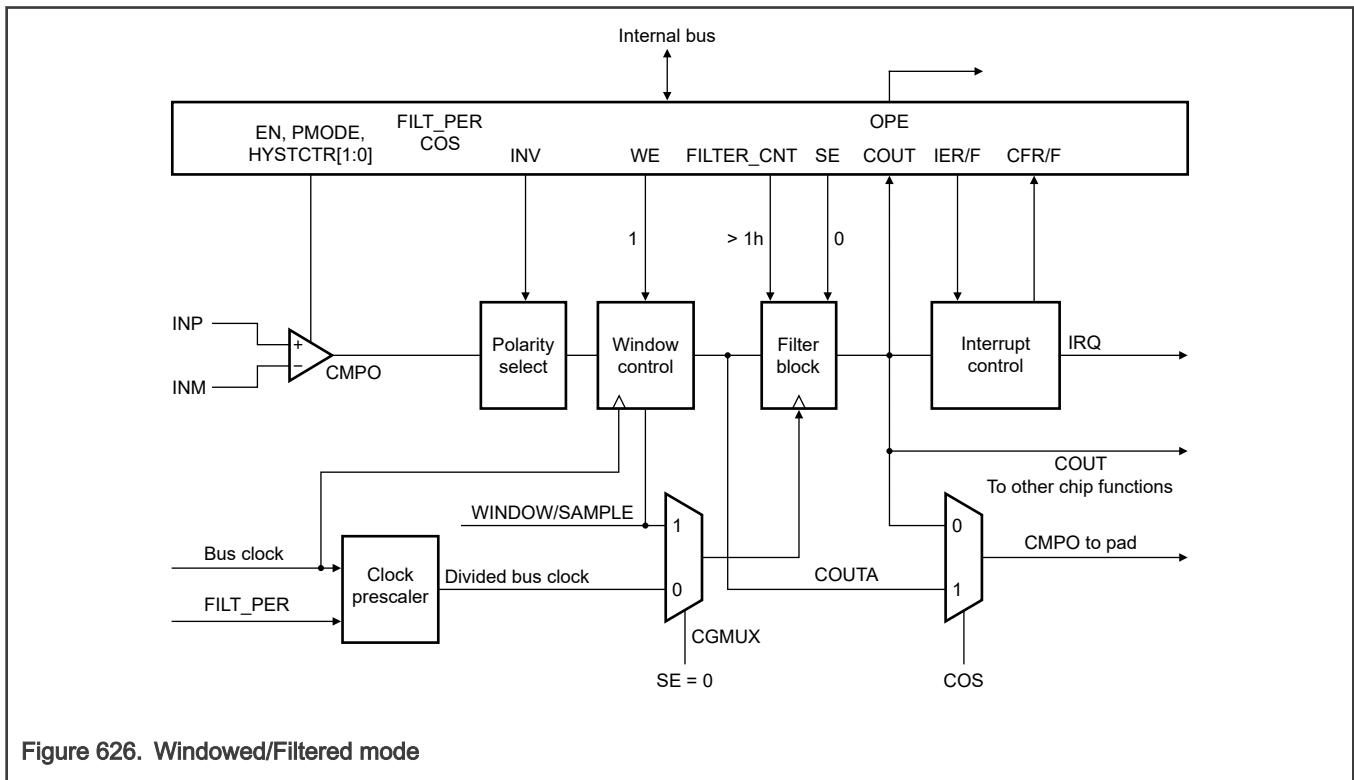 Internal bus
EN, PMODE,
HYSTCTR[1:0]
FILT_PER
COS
INV
WE
FILTER_CNT
SE
OPE
COUT
IER/F
CFR/F
1
> 1h
0
INP
INM
+
−
CMPO
Polarity
select
Window
control
Filter
block
Interrupt
control
IRQ
COUT
To other chip functions
WINDOW/SAMPLE
1
0
Bus clock
FILT_PER
Clock
prescaler
Divided bus clock
CGMUX
SE = 0
COUTA
0
1
CMPO to pad
COS
Figure 626. Windowed/Filtered mode